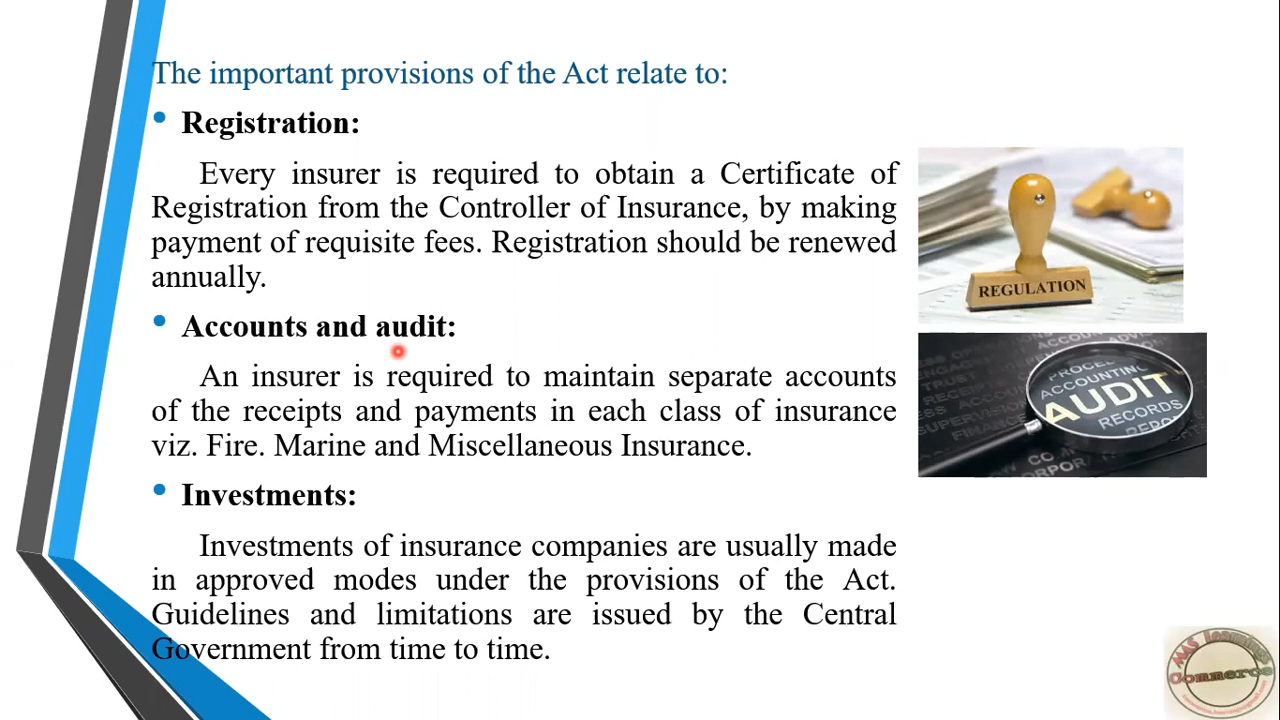 The important provisions of the Act relate to:
• Registration:
Every insurer is required to obtain a Certificate of
Registration from the Controller of Insurance, by making
payment of requisite fees. Registration should be renewed
annually.
• Accounts and audit:
An insurer is required to maintain separate accounts
of the receipts and payments in each class of insurance
viz. Fire. Marine and Miscellaneous Insurance.
• Investments:
Investments of insurance companies are usually made
in approved modes under the provisions of the Act.
Guidelines and limitations are issued by the Central
Government from time to time.
REGULATION
ACCOUNTING
AUDIT
RECORDS
MAS Learnings
Commerce